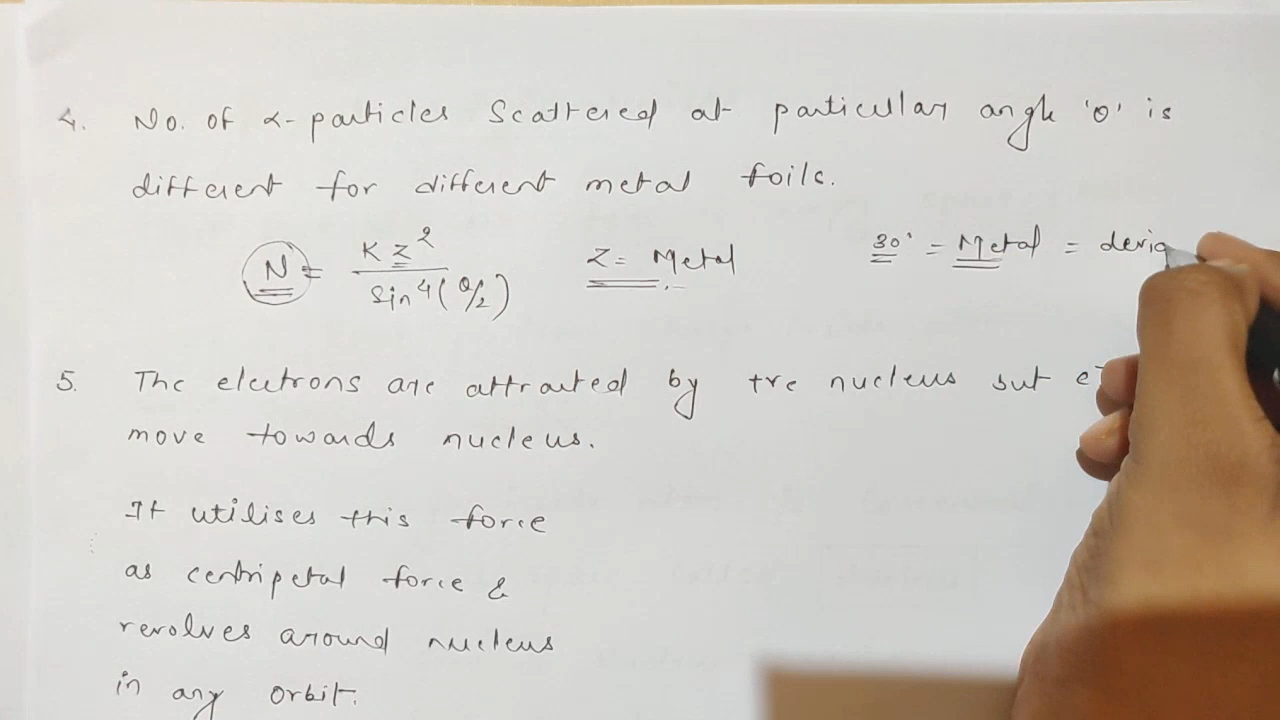 4. No. of α-particles Scattered at particular angle 'θ' is
different for different metal foils.
N = K Z² / Sin⁴(θ/2) Z = Metal 30° = Metal = devia
5. The electrons are attracted by +ve nucleus but
move towards nucleus.
It utilises this force
as centripetal force &
revolves around nucleus
in any orbit.